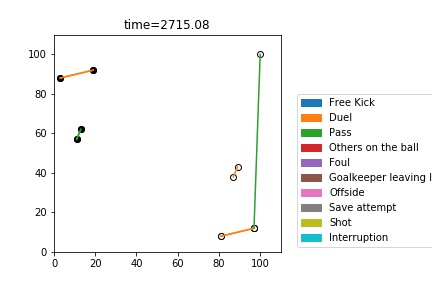 time=2715.08
100
80
60
40
20
0
0 20 40 60 80 100
Free Kick
Duel
Pass
Others on the ball
Foul
Goalkeeper leaving l
Offside
Save attempt
Shot
Interruption